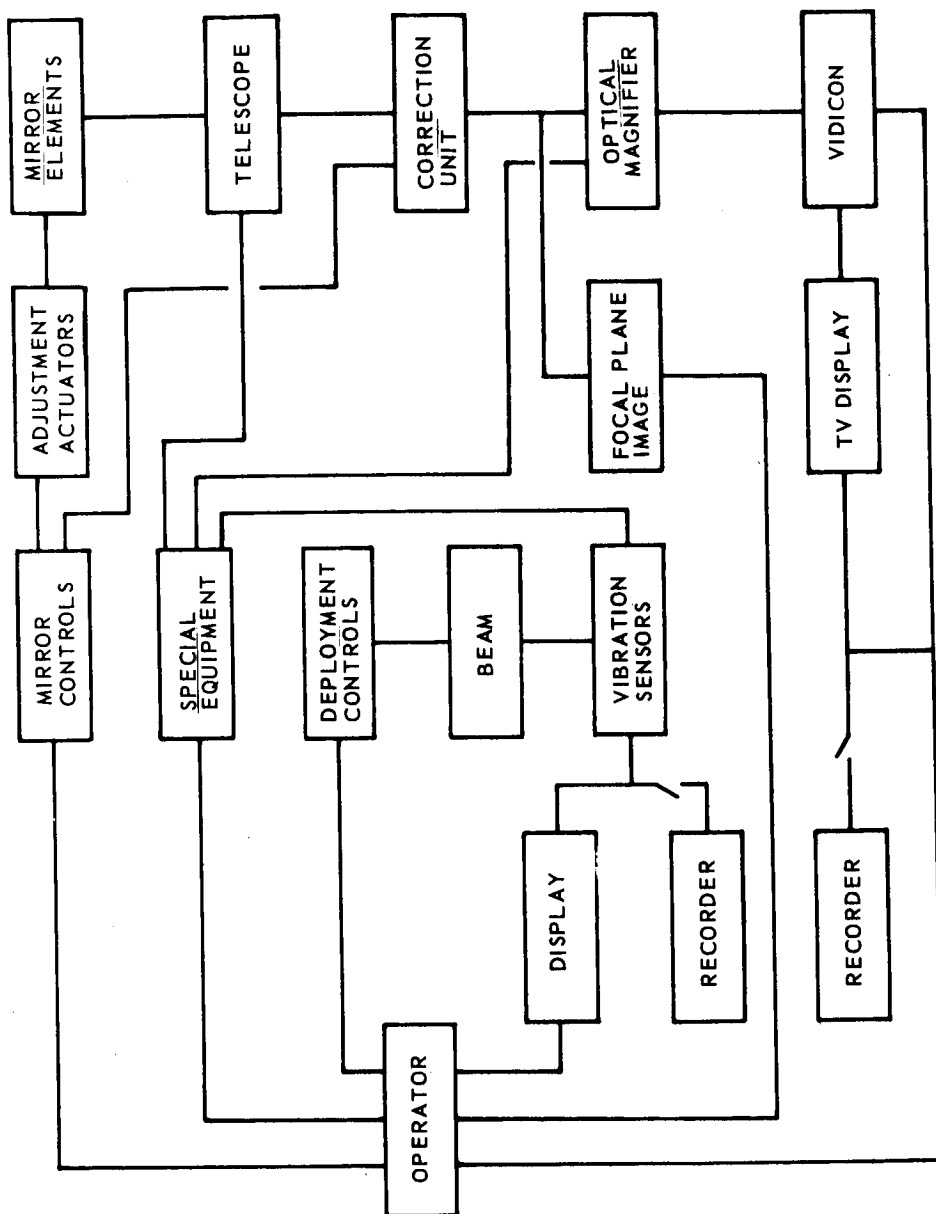 MIRROR
ELEMENTS
TELESCOPE
CORRECTION
UNIT
OPTICAL
MAGNIFIER
VIDICON
ADJUSTMENT
ACTUATORS
FOCAL PLANE
IMAGE
TV DISPLAY
MIRROR
CONTROLS
SPECIAL
EQUIPMENT
DEPLOYMENT
CONTROLS
BEAM
VIBRATION
SENSORS
DISPLAY
RECORDER
RECORDER
OPERATOR